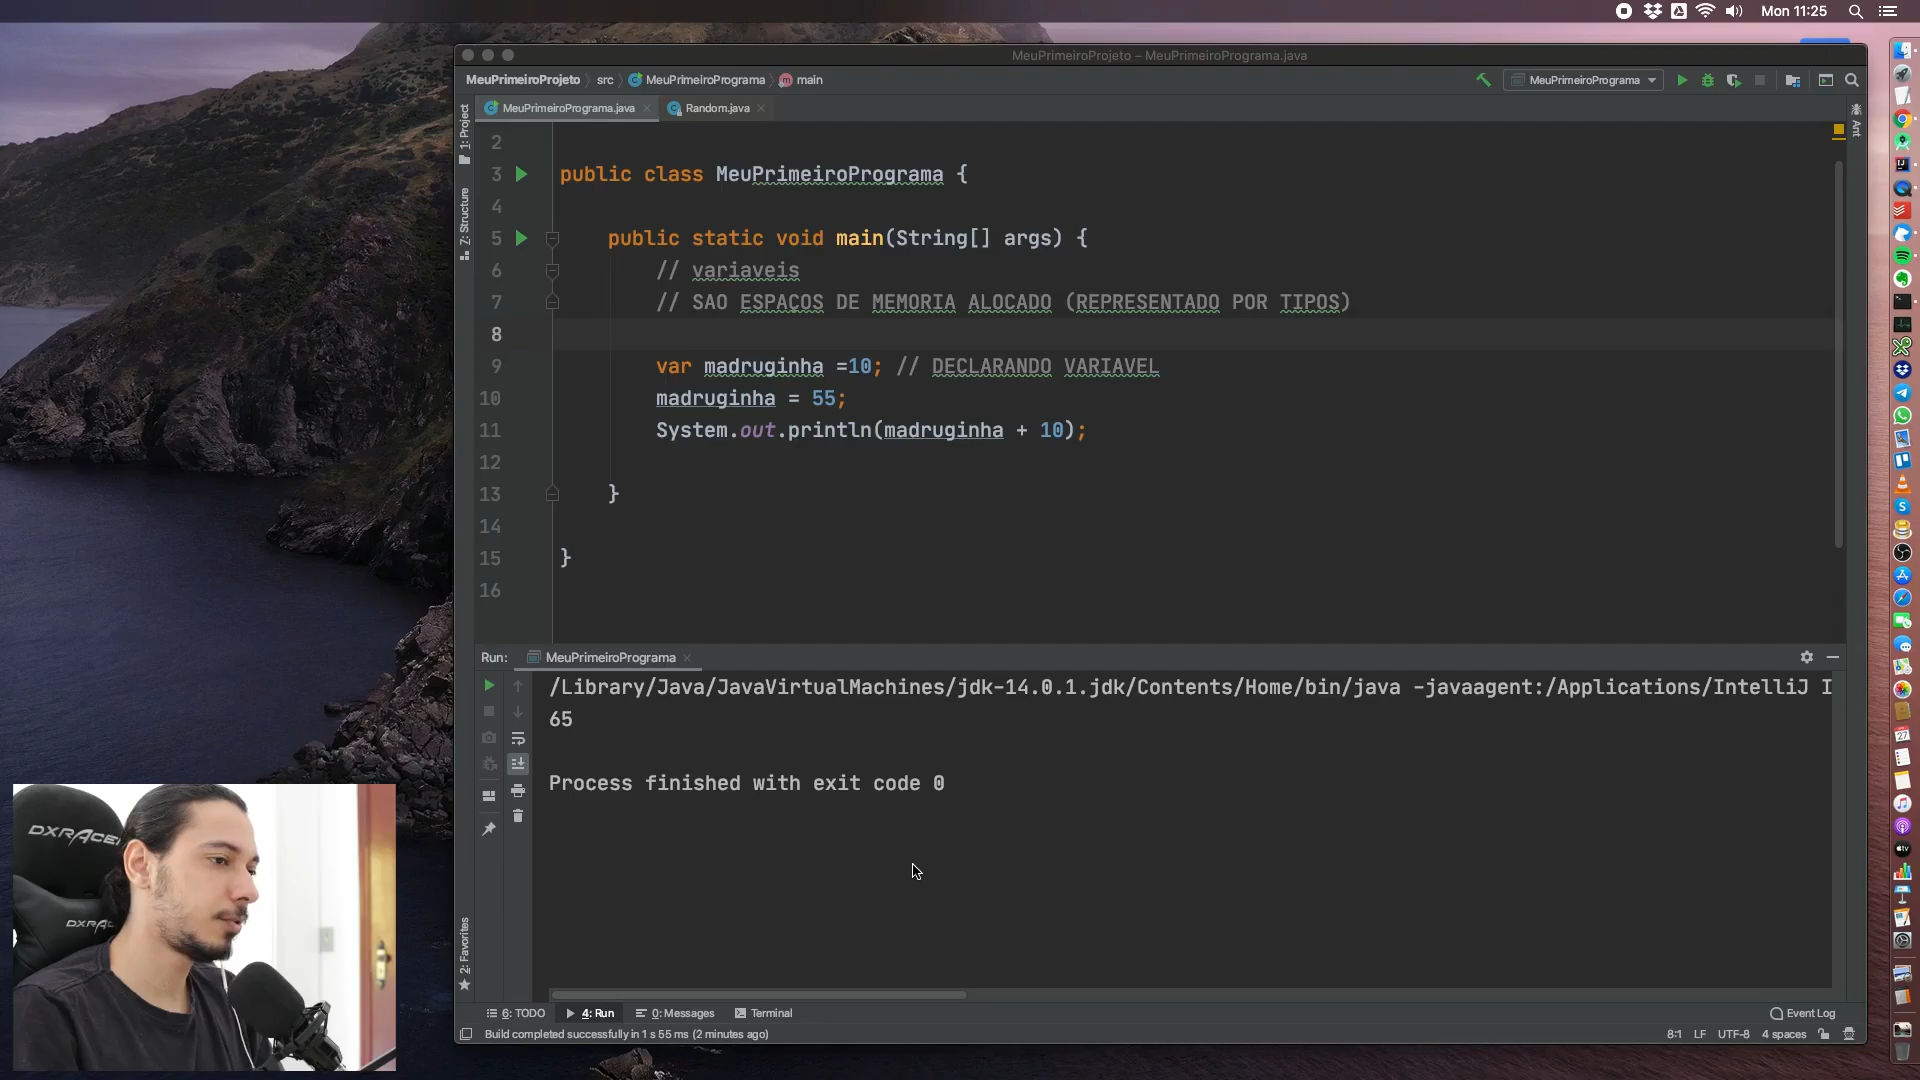 Mon 11:25
MeuPrimeiroProjeto – MeuPrimeiroPrograma.java
MeuPrimeiroProjeto src MeuPrimeiroPrograma main
MeuPrimeiroPrograma
MeuPrimeiroPrograma.java Random.java
1: Project
Z: Structure
2: Favorites
Ant
2
3 public class MeuPrimeiroPrograma {
4
5 public static void main(String[] args) {
6 // variaveis
7 // SAO ESPAÇOS DE MEMORIA ALOCADO (REPRESENTADO POR TIPOS)
8
9 var madruginha =10; // DECLARANDO VARIAVEL
10 madruginha = 55;
11 System.out.println(madruginha + 10);
12
13 }
14
15 }
16
Run: MeuPrimeiroPrograma
/Library/Java/JavaVirtualMachines/jdk-14.0.1.jdk/Contents/Home/bin/java -javaagent:/Applications/IntelliJ I
65
Process finished with exit code 0
DXRACER
DXRA
6: TODO 4: Run 0: Messages Terminal Event Log
Build completed successfully in 1 s 55 ms (2 minutes ago) 8:1 LF UTF-8 4 spaces
27